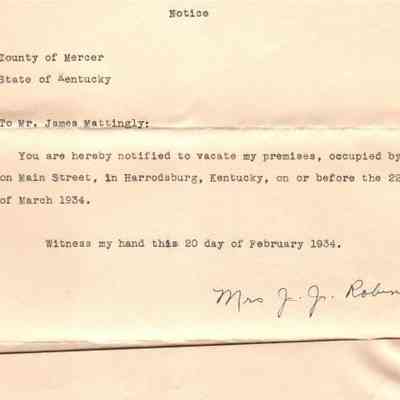 Notice
County of Mercer
State of Kentucky
To Mr. James Mattingly:
You are hereby notified to vacate my premises, occupied by
on Main Street, in Harrodsburg, Kentucky, on or before the 22
of March 1934.
Witness my hand this 20 day of February 1934.
Mrs J. J. Robin